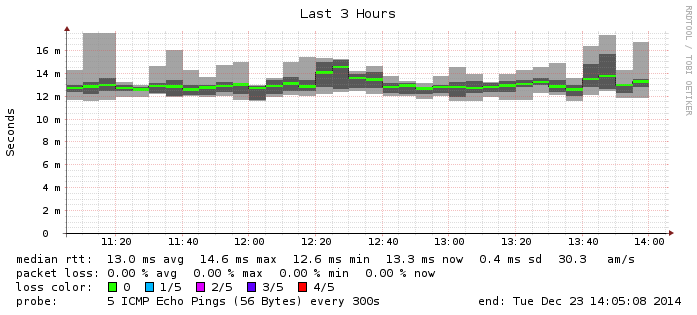 Last 3 Hours
RRDTOOL / TOBI OETIKER
Seconds
16 m
14 m
12 m
10 m
8 m
6 m
4 m
2 m
0
11:20 11:40 12:00 12:20 12:40 13:00 13:20 13:40 14:00
median rtt: 13.0 ms avg 14.6 ms max 12.6 ms min 13.3 ms now 0.4 ms sd 30.3 am/s
packet loss: 0.00 % avg 0.00 % max 0.00 % min 0.00 % now
loss color: 0 1/5 2/5 3/5 4/5
probe: 5 ICMP Echo Pings (56 Bytes) every 300s end: Tue Dec 23 14:05:08 2014